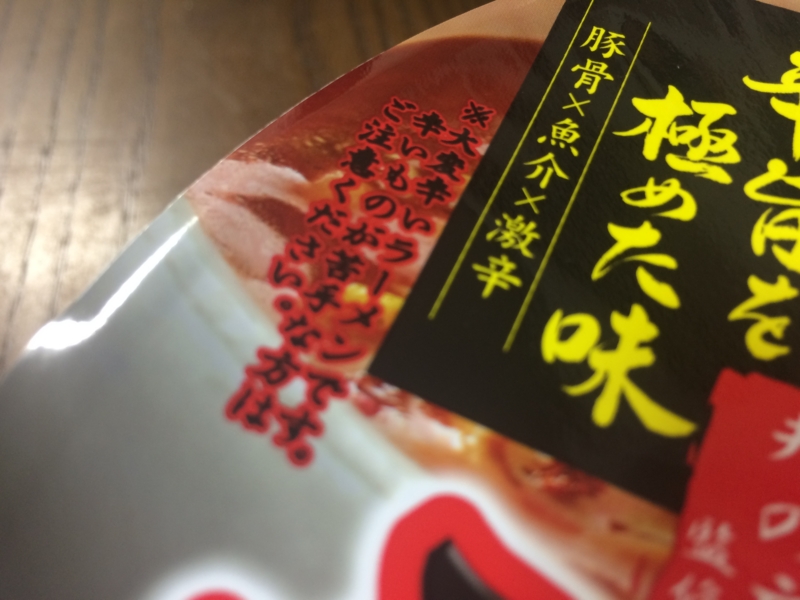 辛旨を
極めた味
豚骨×魚介×激辛
※大変辛いラーメンです。
辛いものが苦手な方は
ご注意ください。
監修